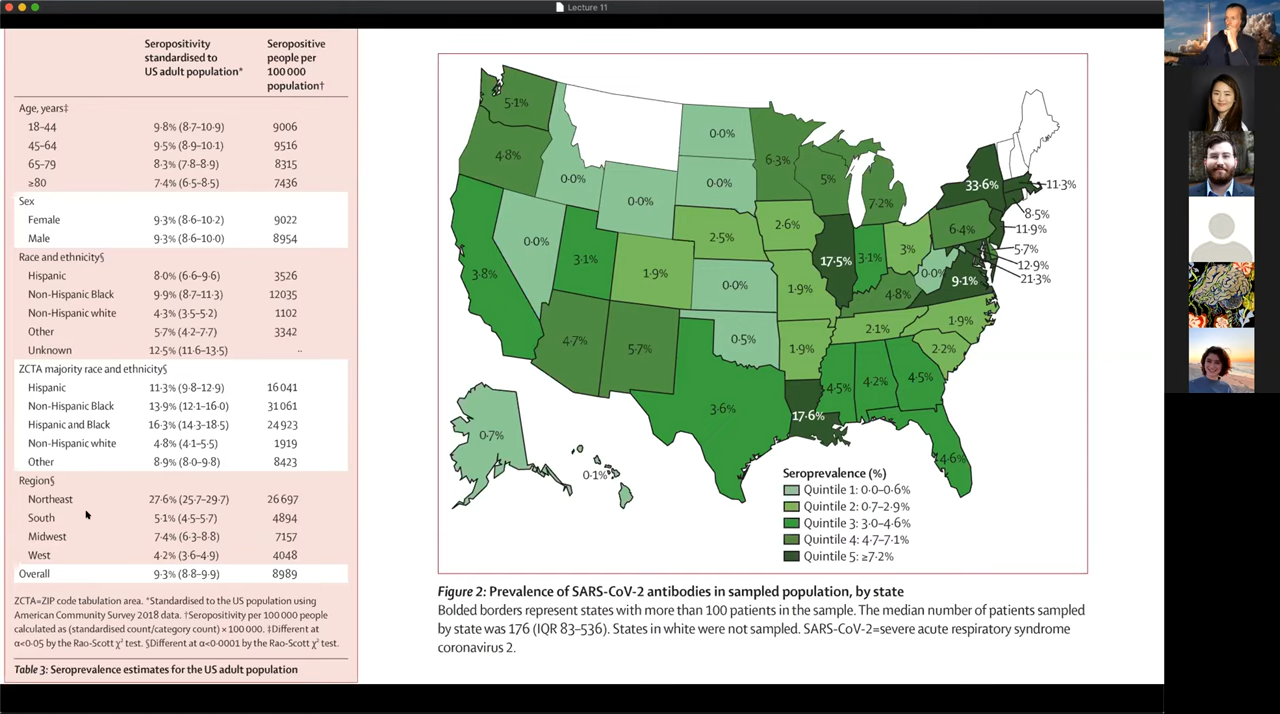 Lecture 11
Seropositivity standardised to US adult population* Seropositive people per 100 000 population†
Age, years‡
18–44 9·8% (8·7–10·9) 9006
45–64 9·5% (8·9–10·1) 9516
65–79 8·3% (7·8–8·9) 8315
≥80 7·4% (6·5–8·5) 7436
Sex
Female 9·3% (8·6–10·2) 9022
Male 9·3% (8·6–10·0) 8954
Race and ethnicity§
Hispanic 8·0% (6·6–9·6) 3526
Non-Hispanic Black 9·9% (8·7–11·3) 12035
Non-Hispanic white 4·3% (3·5–5·2) 1102
Other 5·7% (4·2–7·7) 3342
Unknown 12·5% (11·6–13·5) ..
ZCTA majority race and ethnicity§
Hispanic 11·3% (9·8–12·9) 16 041
Non-Hispanic Black 13·9% (12·1–16·0) 31 061
Hispanic and Black 16·3% (14·3–18·5) 24 923
Non-Hispanic white 4·8% (4·1–5·5) 1919
Other 8·9% (8·0–9·8) 8423
Region§
Northeast 27·6% (25·7–29·7) 26 697
South 5·1% (4·5–5·7) 4894
Midwest 7·4% (6·3–8·8) 7157
West 4·2% (3·6–4·9) 4048
Overall 9·3% (8·8–9·9) 8989
ZCTA=ZIP code tabulation area. *Standardised to the US population using
American Community Survey 2018 data. †Seropositivity per 100 000 people
calculated as (standardised count/category count) × 100 000. ‡Different at
α<0·05 by the Rao-Scott χ² test. §Different at α<0·0001 by the Rao-Scott χ² test.
Table 3: Seroprevalence estimates for the US adult population
5·1%
4·8%
0·0%
0·0%
0·0%
0·0%
6·3%
5%
7·2%
33·6%
11·3%
8·5%
11·9%
6·4%
5·7%
12·9%
21·3%
3·8%
0·0%
3·1%
1·9%
2·5%
2·6%
17·5%
3·1%
3%
0·0%
9·1%
0·0%
1·9%
4·8%
4·7%
5·7%
0·5%
1·9%
2·1%
1·9%
2·2%
3·6%
17·6%
4·5%
4·2%
4·5%
4·6%
0·7%
0·1%
Seroprevalence (%)
Quintile 1: 0·0–0·6%
Quintile 2: 0·7–2·9%
Quintile 3: 3·0–4·6%
Quintile 4: 4·7–7·1%
Quintile 5: ≥7·2%
Figure 2: Prevalence of SARS-CoV-2 antibodies in sampled population, by state
Bolded borders represent states with more than 100 patients in the sample. The median number of patients sampled
by state was 176 (IQR 83–536). States in white were not sampled. SARS-CoV-2=severe acute respiratory syndrome
coronavirus 2.